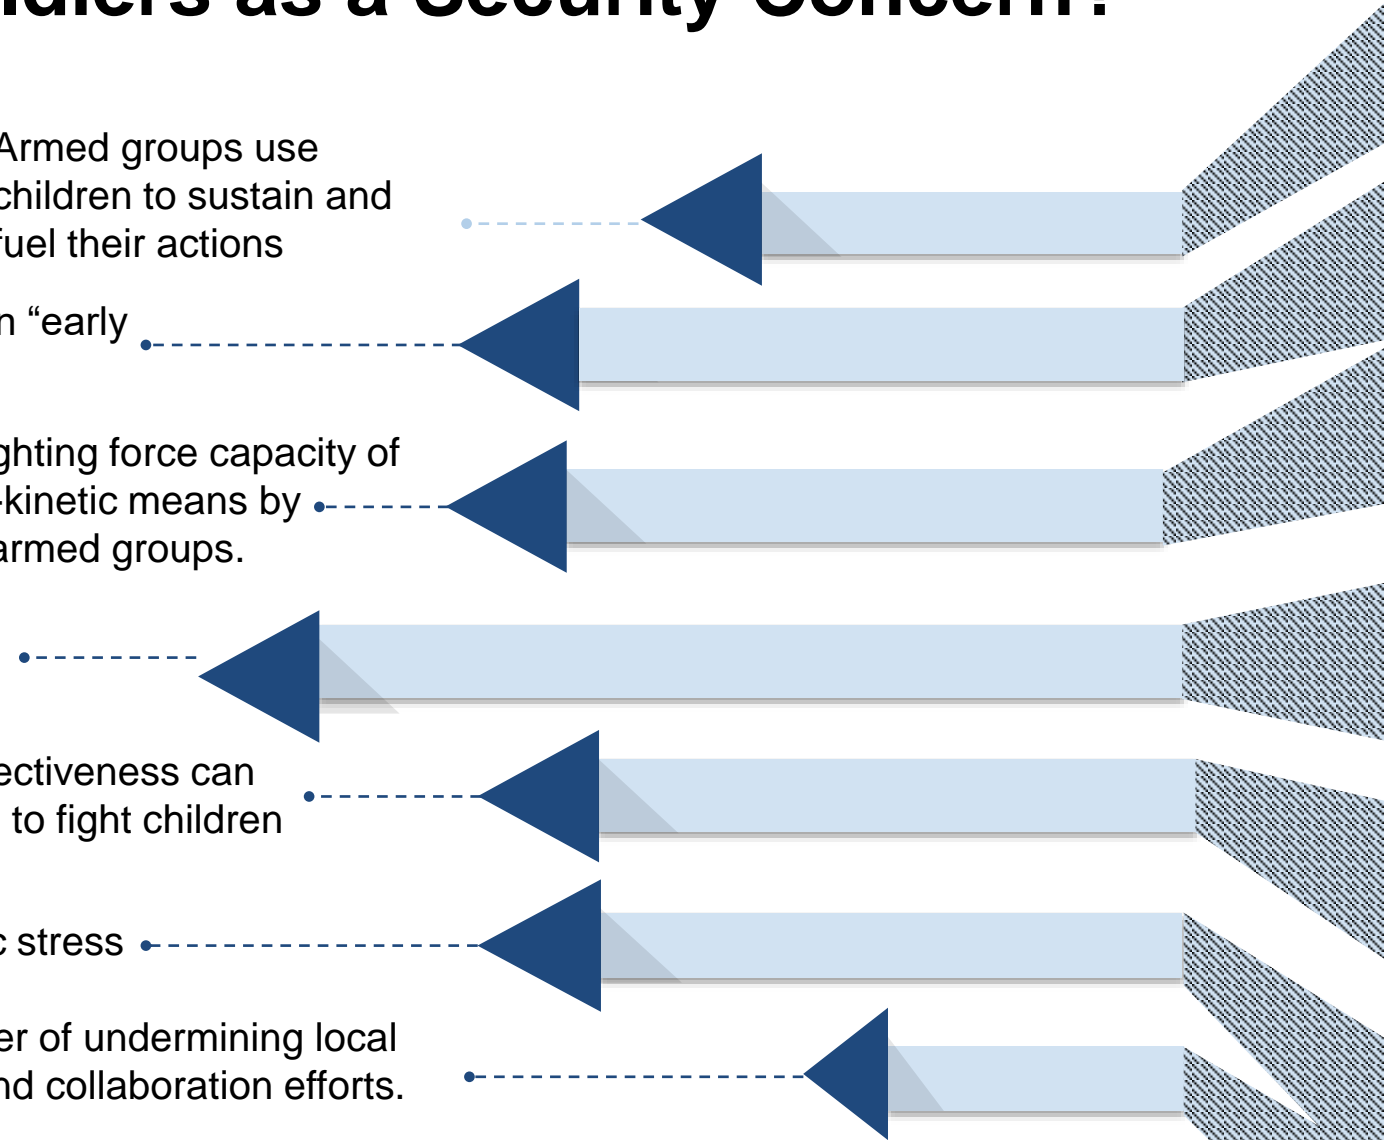 ldiers as a Security Concern?
Armed groups use
children to sustain and
fuel their actions
n “early
ghting force capacity of
-kinetic means by
armed groups.
ectiveness can
to fight children
c stress
er of undermining local
nd collaboration efforts.